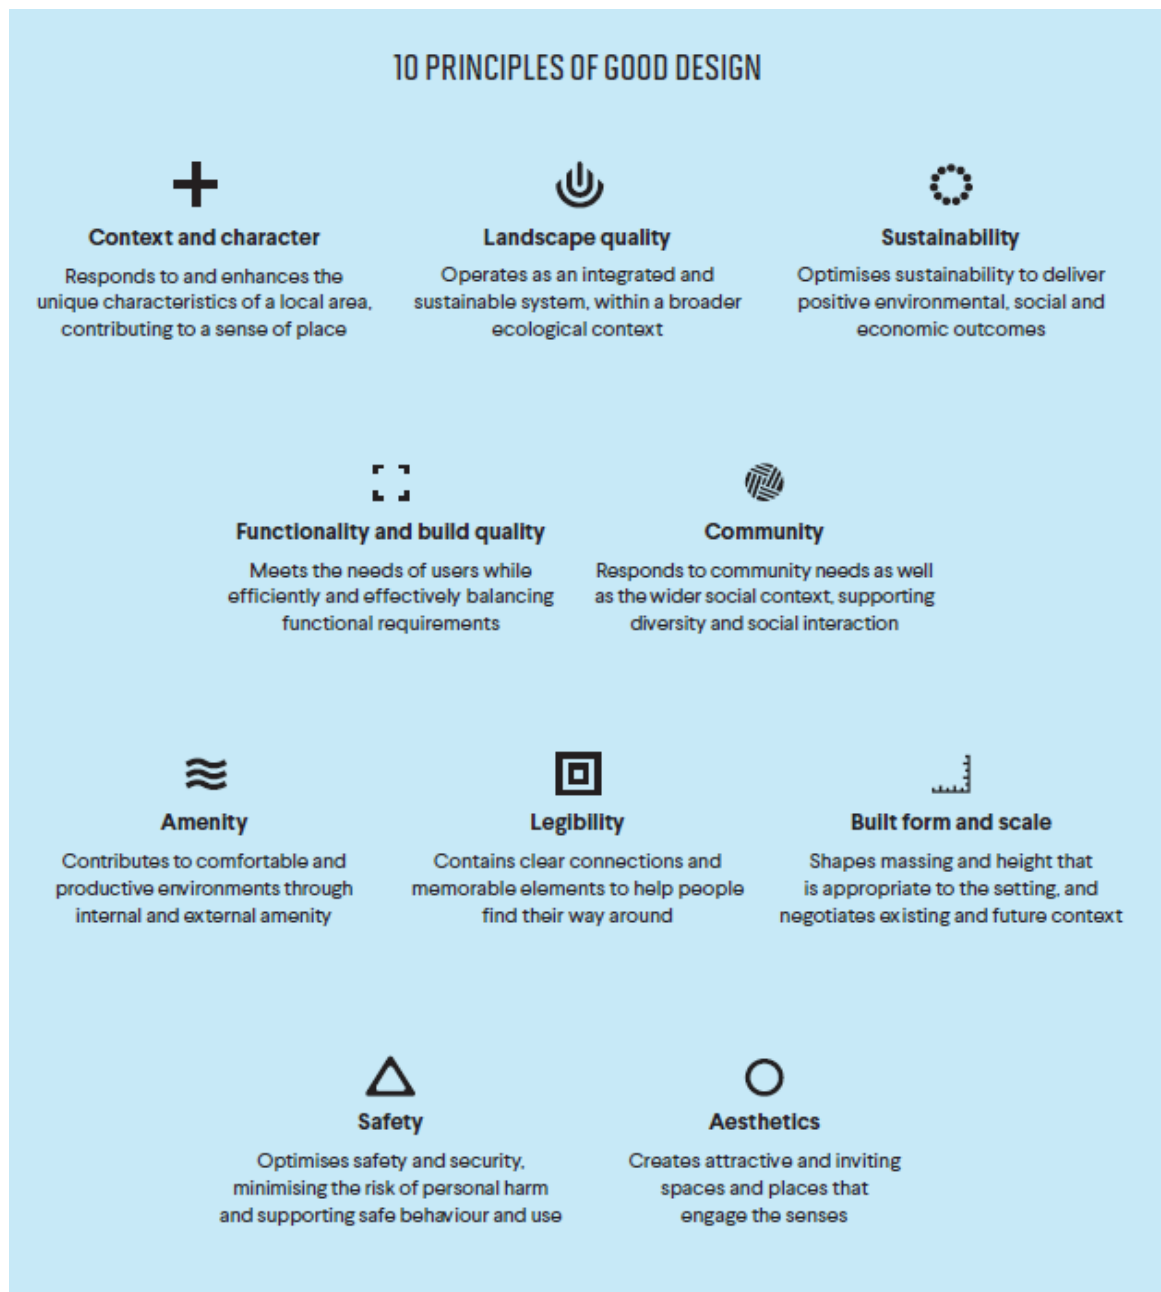 10 PRINCIPLES OF GOOD DESIGN
Context and character
Responds to and enhances the
unique characteristics of a local area,
contributing to a sense of place
Landscape quality
Operates as an integrated and
sustainable system, within a broader
ecological context
Sustainability
Optimises sustainability to deliver
positive environmental, social and
economic outcomes
Functionality and build quality
Meets the needs of users while
efficiently and effectively balancing
functional requirements
Community
Responds to community needs as well
as the wider social context, supporting
diversity and social interaction
Amenity
Contributes to comfortable and
productive environments through
internal and external amenity
Legibility
Contains clear connections and
memorable elements to help people
find their way around
Built form and scale
Shapes massing and height that
is appropriate to the setting, and
negotiates existing and future context
Safety
Optimises safety and security,
minimising the risk of personal harm
and supporting safe behaviour and use
Aesthetics
Creates attractive and inviting
spaces and places that
engage the senses